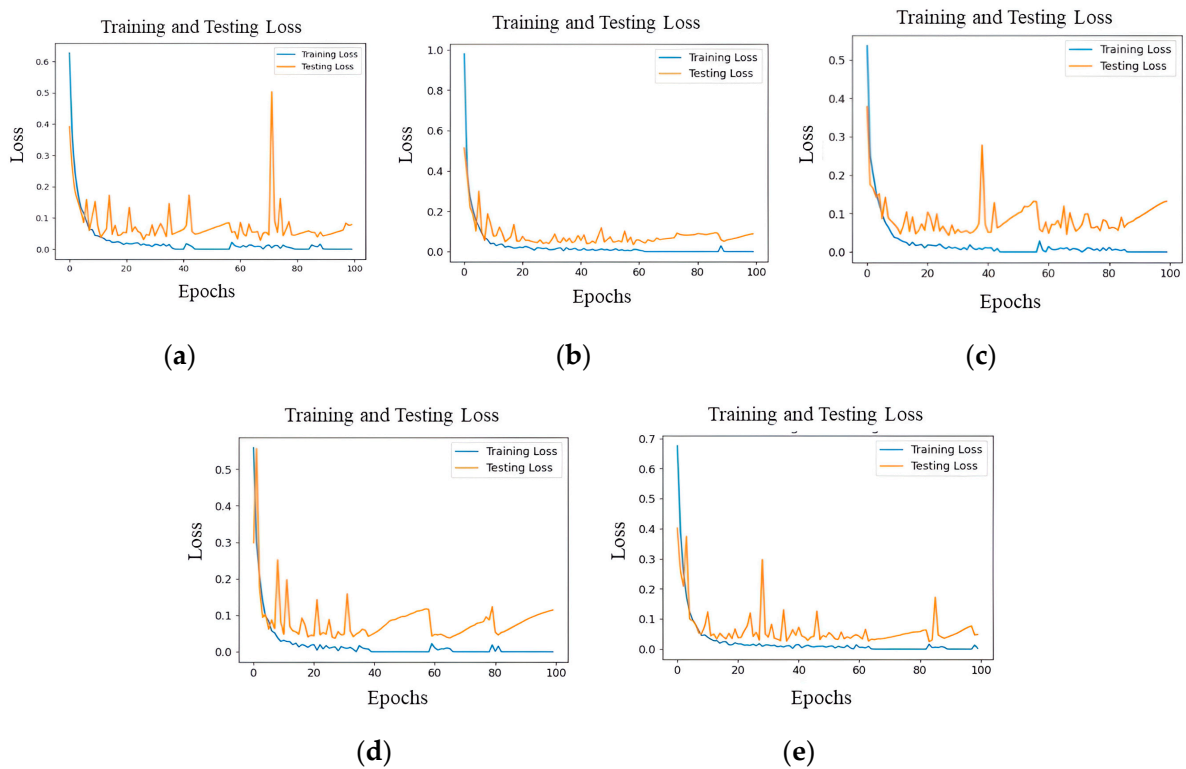 Training and Testing Loss
Training Loss
Testing Loss
0.6
0.5
0.4
0.3
0.2
0.1
0.0
Loss
0 20 40 60 80 100
Epochs
(a)
Training and Testing Loss
Training Loss
Testing Loss
1.0
0.8
0.6
0.4
0.2
0.0
Loss
0 20 40 60 80 100
Epochs
(b)
Training and Testing Loss
Training Loss
Testing Loss
0.5
0.4
0.3
0.2
0.1
0.0
Loss
0 20 40 60 80 100
Epochs
(c)
Training and Testing Loss
Training Loss
Testing Loss
0.5
0.4
0.3
0.2
0.1
0.0
Loss
0 20 40 60 80 100
Epochs
(d)
Training and Testing Loss
Training Loss
Testing Loss
0.7
0.6
0.5
0.4
0.3
0.2
0.1
0.0
Loss
0 20 40 60 80 100
Epochs
(e)